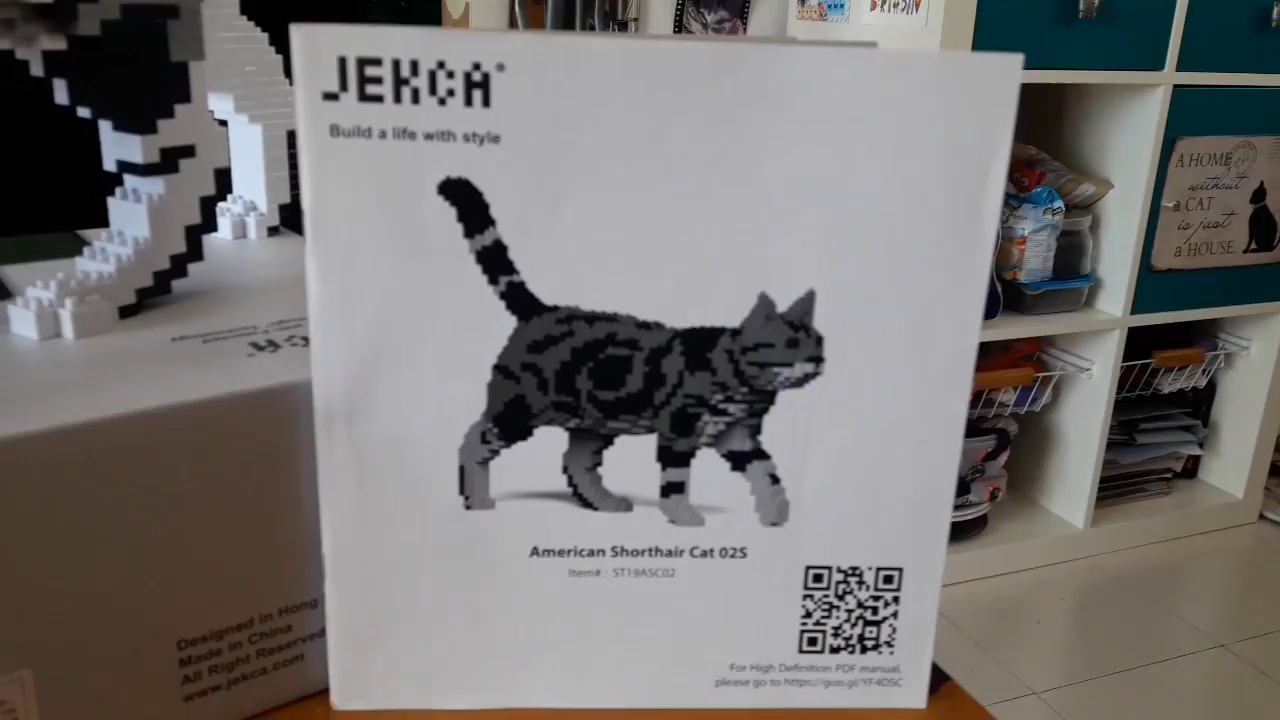 JEKCA®
Build a life with style
American Shorthair Cat 02S
Item# : ST19ASC02
For High Definition PDF manual,
please go to https://goo.gl/YF4DSC
Designed in Hong
Made in China
All Right Reserved
www.jekca.com
A HOME
without
a CAT
is just
a HOUSE.